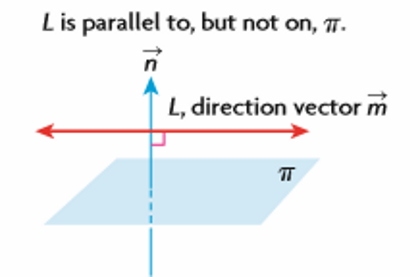 L is parallel to, but not on, π.
n⃗
L, direction vector m⃗
π